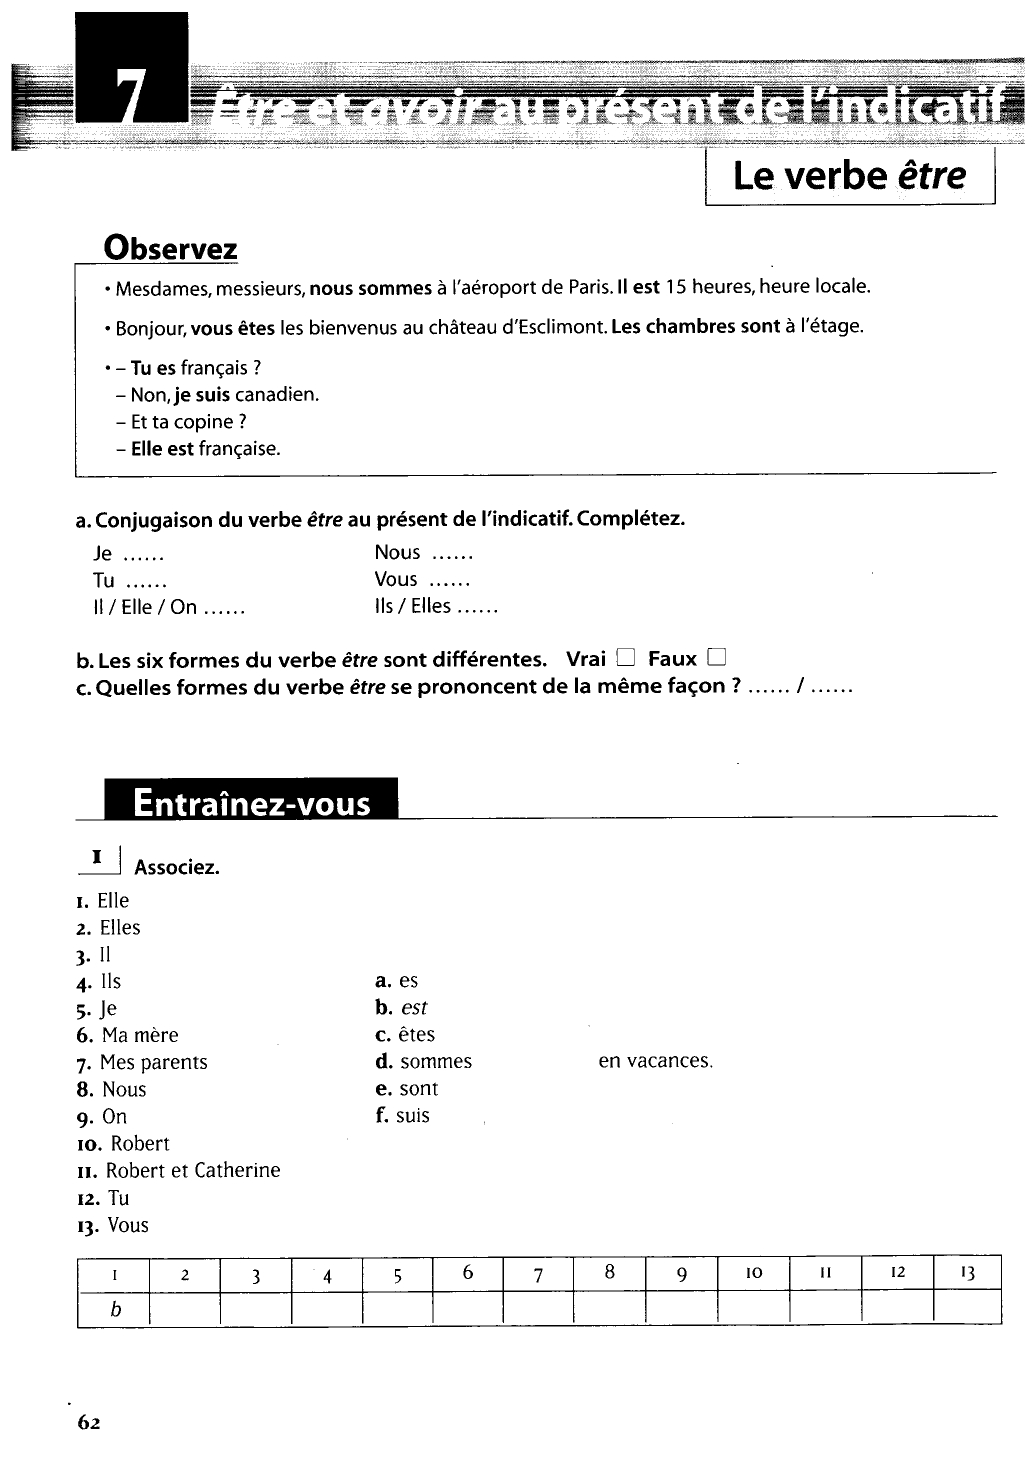 7
Être et avoir au présent de l'indicatif
Le verbe être
Observez
• Mesdames, messieurs, nous sommes à l'aéroport de Paris. Il est 15 heures, heure locale.
• Bonjour, vous êtes les bienvenus au château d'Esclimont. Les chambres sont à l'étage.
• – Tu es français ?
– Non, je suis canadien.
– Et ta copine ?
– Elle est française.
a. Conjugaison du verbe être au présent de l'indicatif. Complétez.
Je ...... Nous ......
Tu ...... Vous ......
Il / Elle / On ...... Ils / Elles ......
b. Les six formes du verbe être sont différentes. Vrai ☐ Faux ☐
c. Quelles formes du verbe être se prononcent de la même façon ? ...... / ......
Entraînez-vous
1 Associez.
1. Elle
2. Elles
3. Il
4. Ils a. es
5. Je b. est
6. Ma mère c. êtes
7. Mes parents d. sommes en vacances.
8. Nous e. sont
9. On f. suis
10. Robert
11. Robert et Catherine
12. Tu
13. Vous
1 2 3 4 5 6 7 8 9 10 11 12 13
b
62